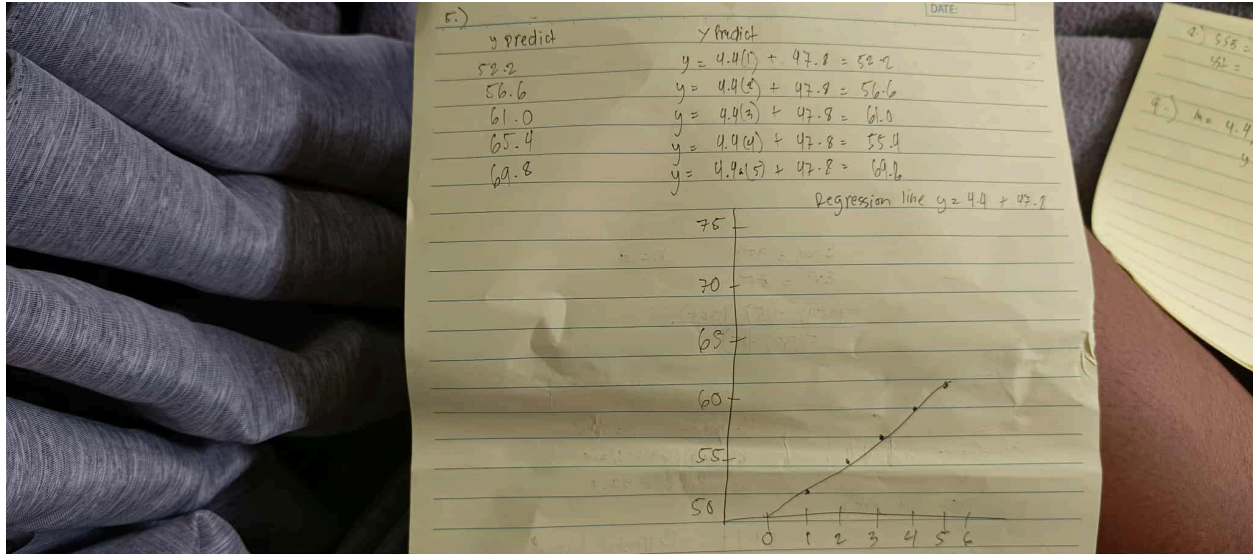 5.)
DATE:
y predict
52.2
56.6
61.0
65.4
69.8
y Predict
y = 4.4(1) + 47.8 = 52.2
y = 4.4(2) + 47.8 = 56.6
y = 4.4(3) + 47.8 = 61.0
y = 4.4(4) + 47.8 = 55.4
y = 4.4(5) + 47.8 = 69.8
Regression line y = 4.4 + 47.8
75
70
65
60
55
50
0 1 2 3 4 5 6
555 =
9.) m = 4.4
y